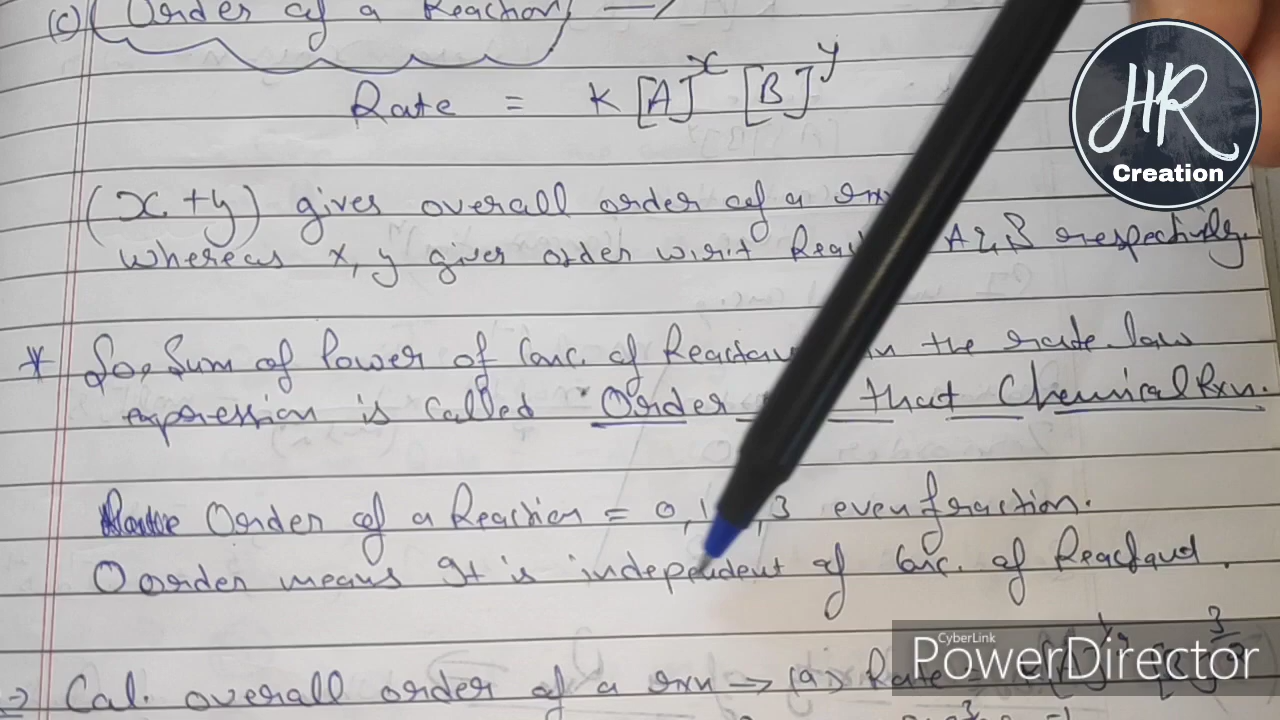 (c) Order of a Reaction →
Rate = K[A]^x [B]^y
HR
Creation
(x+y) gives overall order of a rxn
whereas x, y gives order w.r.t A & B respectively.
* So, Sum of Power of Conc. of Reactant in the rate law
expression is called Order that Chemical Rxn.
Order of a Reaction = 0, 1 ,3 even fraction.
0 order means It is independent of Conc. of Reactant.
CyberLink
PowerDirector
⇒ Cal. overall order of a rxn → (a) Rate =